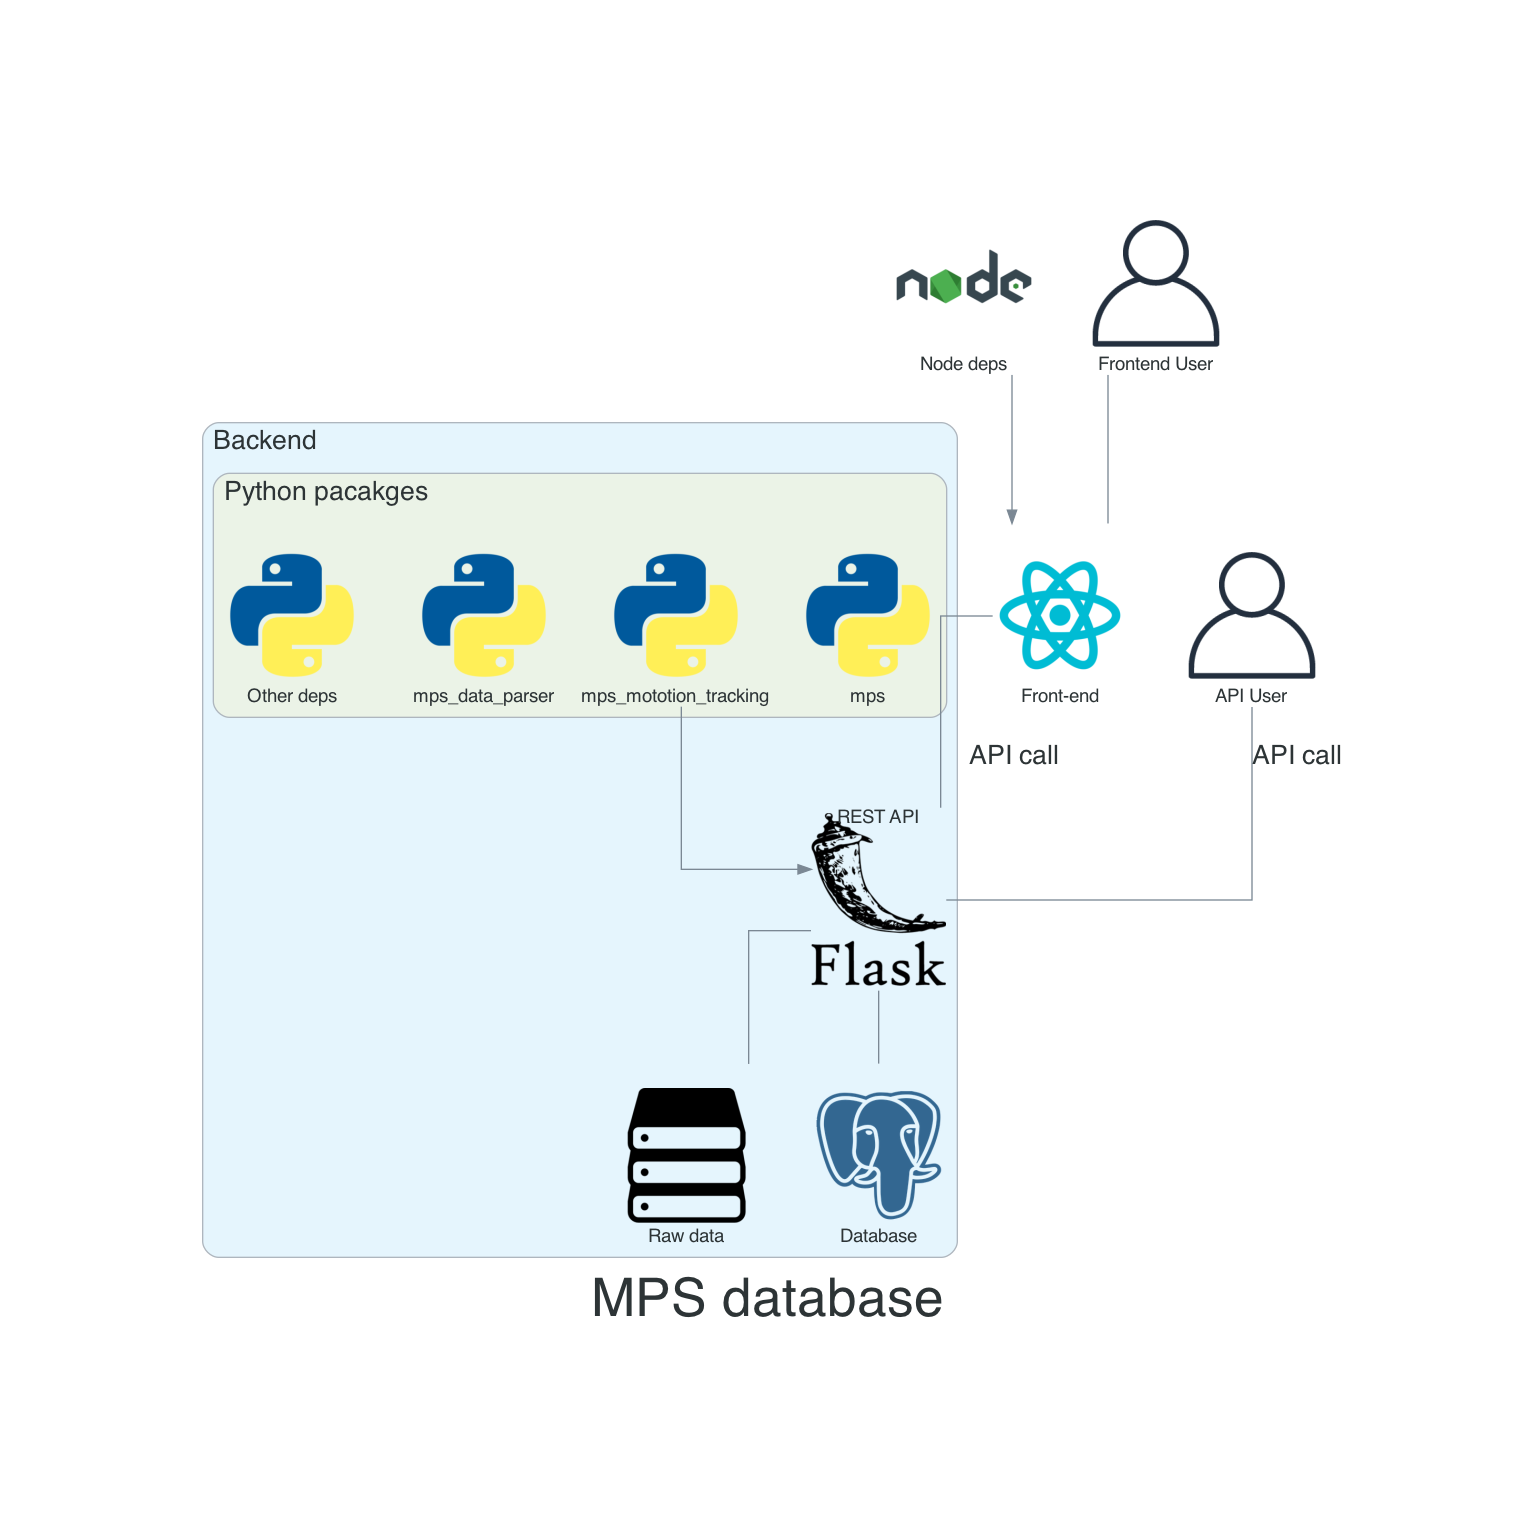 node
Node deps
Frontend User
Backend
Python pacakges
Other deps
mps_data_parser
mps_mototion_tracking
mps
Front-end
API User
API call
API call
REST API
Flask
Raw data
Database
MPS database